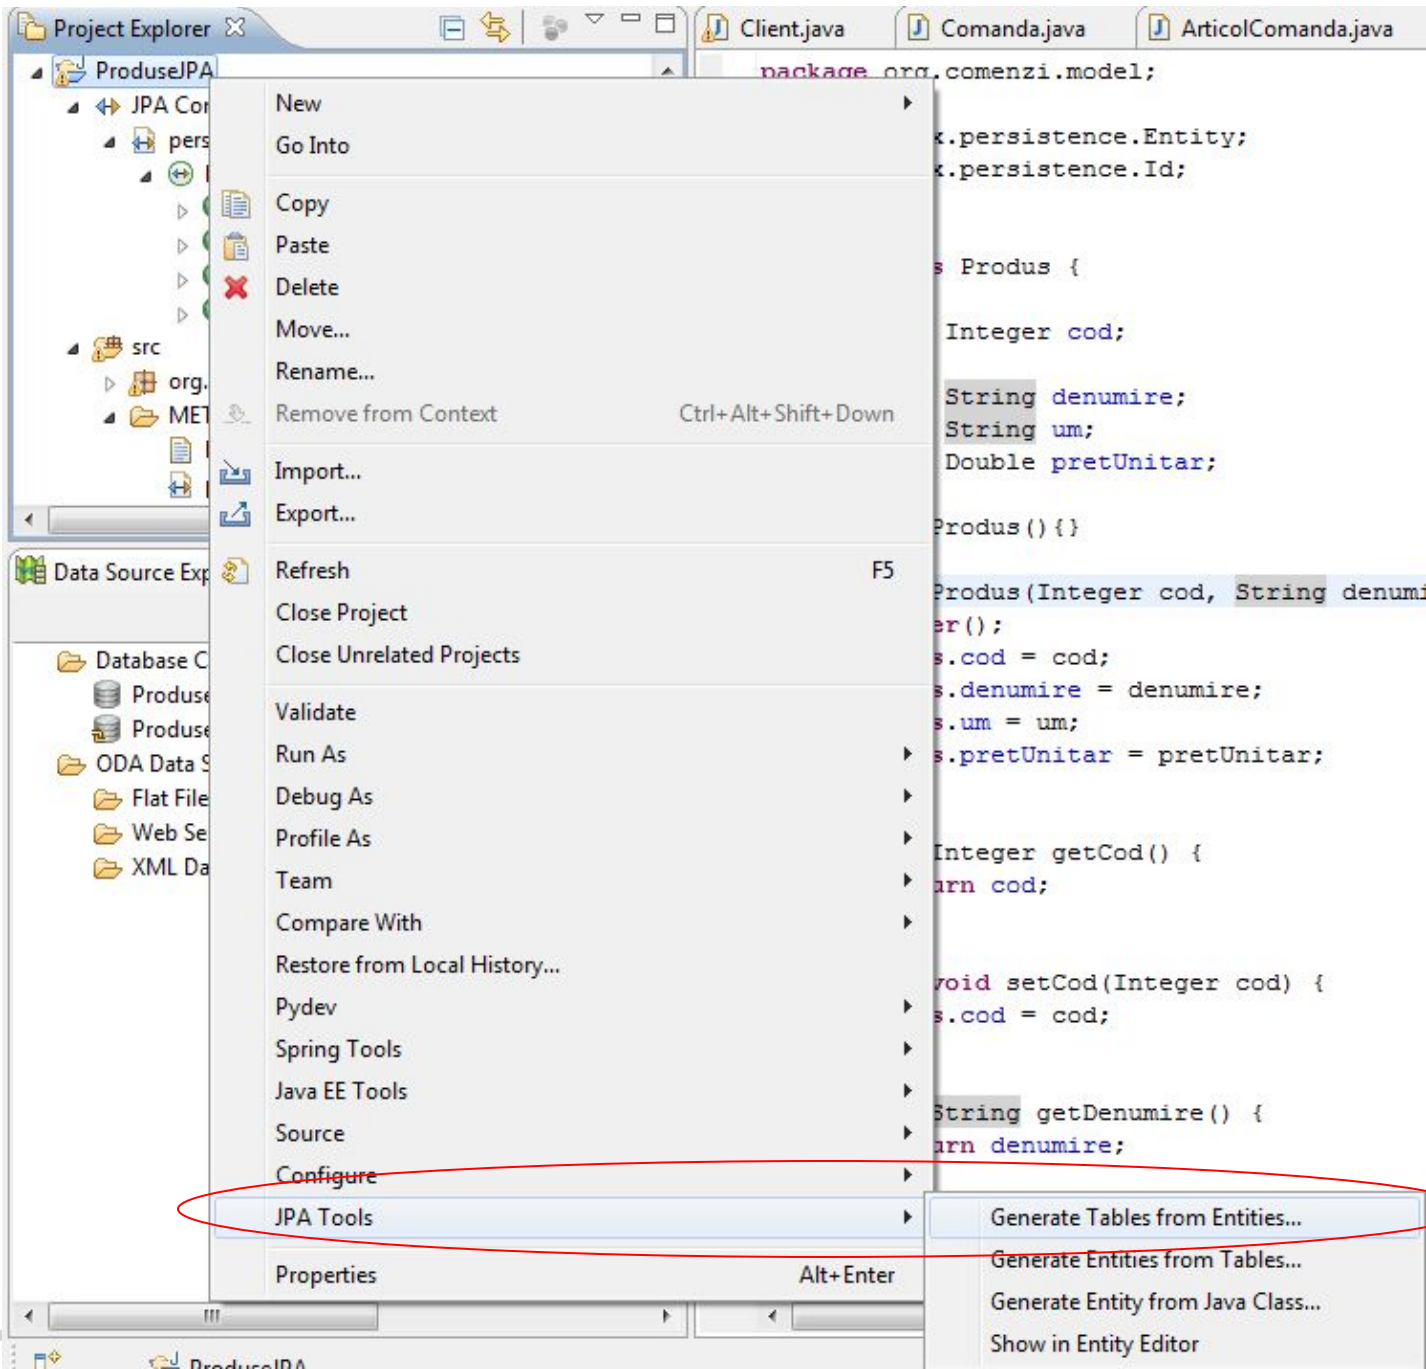 Project Explorer
ProduseJPA
JPA Cor
pers
src
org.
MET
Data Source Exp
Database C
Produse
Produse
ODA Data S
Flat File
Web Se
XML Da
ProduseJPA
New
Go Into
Copy
Paste
Delete
Move...
Rename...
Remove from Context Ctrl+Alt+Shift+Down
Import...
Export...
Refresh F5
Close Project
Close Unrelated Projects
Validate
Run As
Debug As
Profile As
Team
Compare With
Restore from Local History...
Pydev
Spring Tools
Java EE Tools
Source
Configure
JPA Tools
Properties Alt+Enter
Generate Tables from Entities...
Generate Entities from Tables...
Generate Entity from Java Class...
Show in Entity Editor
Client.java Comanda.java ArticolComanda.java
package org.comenzi.model;
x.persistence.Entity;
x.persistence.Id;
s Produs {
Integer cod;
String denumire;
String um;
Double pretUnitar;
Produs(){}
Produs(Integer cod, String denumi
er();
s.cod = cod;
s.denumire = denumire;
s.um = um;
s.pretUnitar = pretUnitar;
Integer getCod() {
urn cod;
void setCod(Integer cod) {
s.cod = cod;
String getDenumire() {
urn denumire;